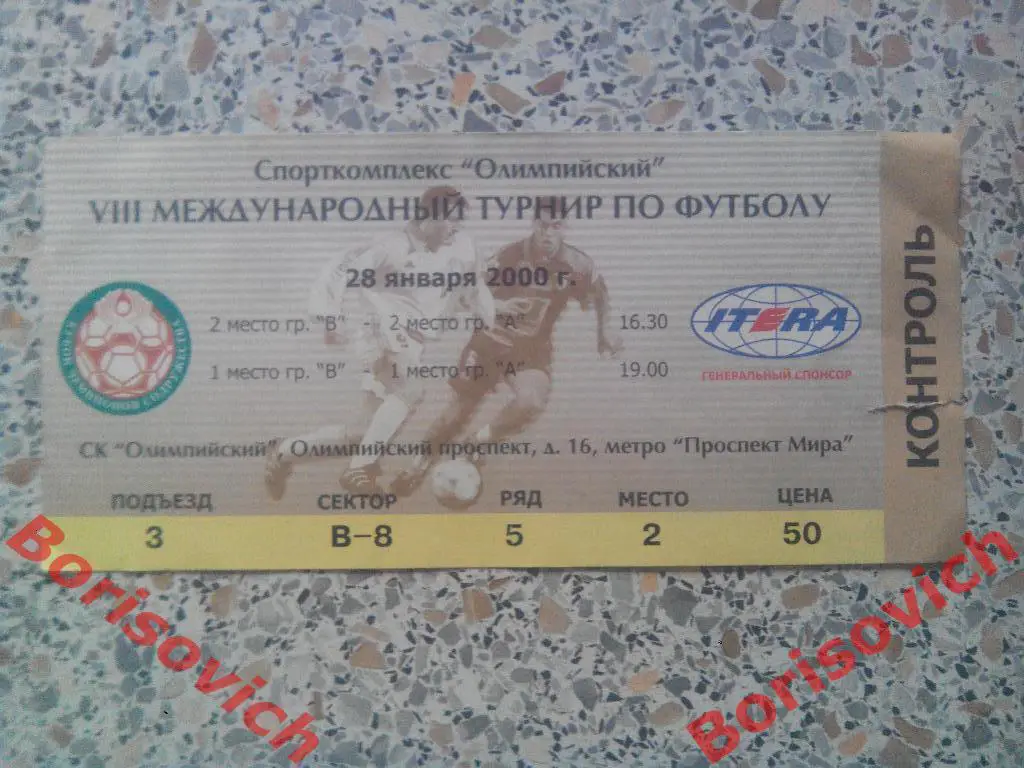 Спорткомплекс "Олимпийский"
VIII МЕЖДУНАРОДНЫЙ ТУРНИР ПО ФУТБОЛУ
28 января 2000 г.
2 место гр. "В" - 2 место гр. "А" 16.30
1 место гр. "В" - 1 место гр. "А" 19.00
ITERA
ГЕНЕРАЛЬНЫЙ СПОНСОР
СК "Олимпийский", Олимпийский проспект, д. 16, метро "Проспект Мира"
ПОДЪЕЗД СЕКТОР РЯД МЕСТО ЦЕНА
3 В-8 5 2 50
КОНТРОЛЬ
Borisovich
Borisovich